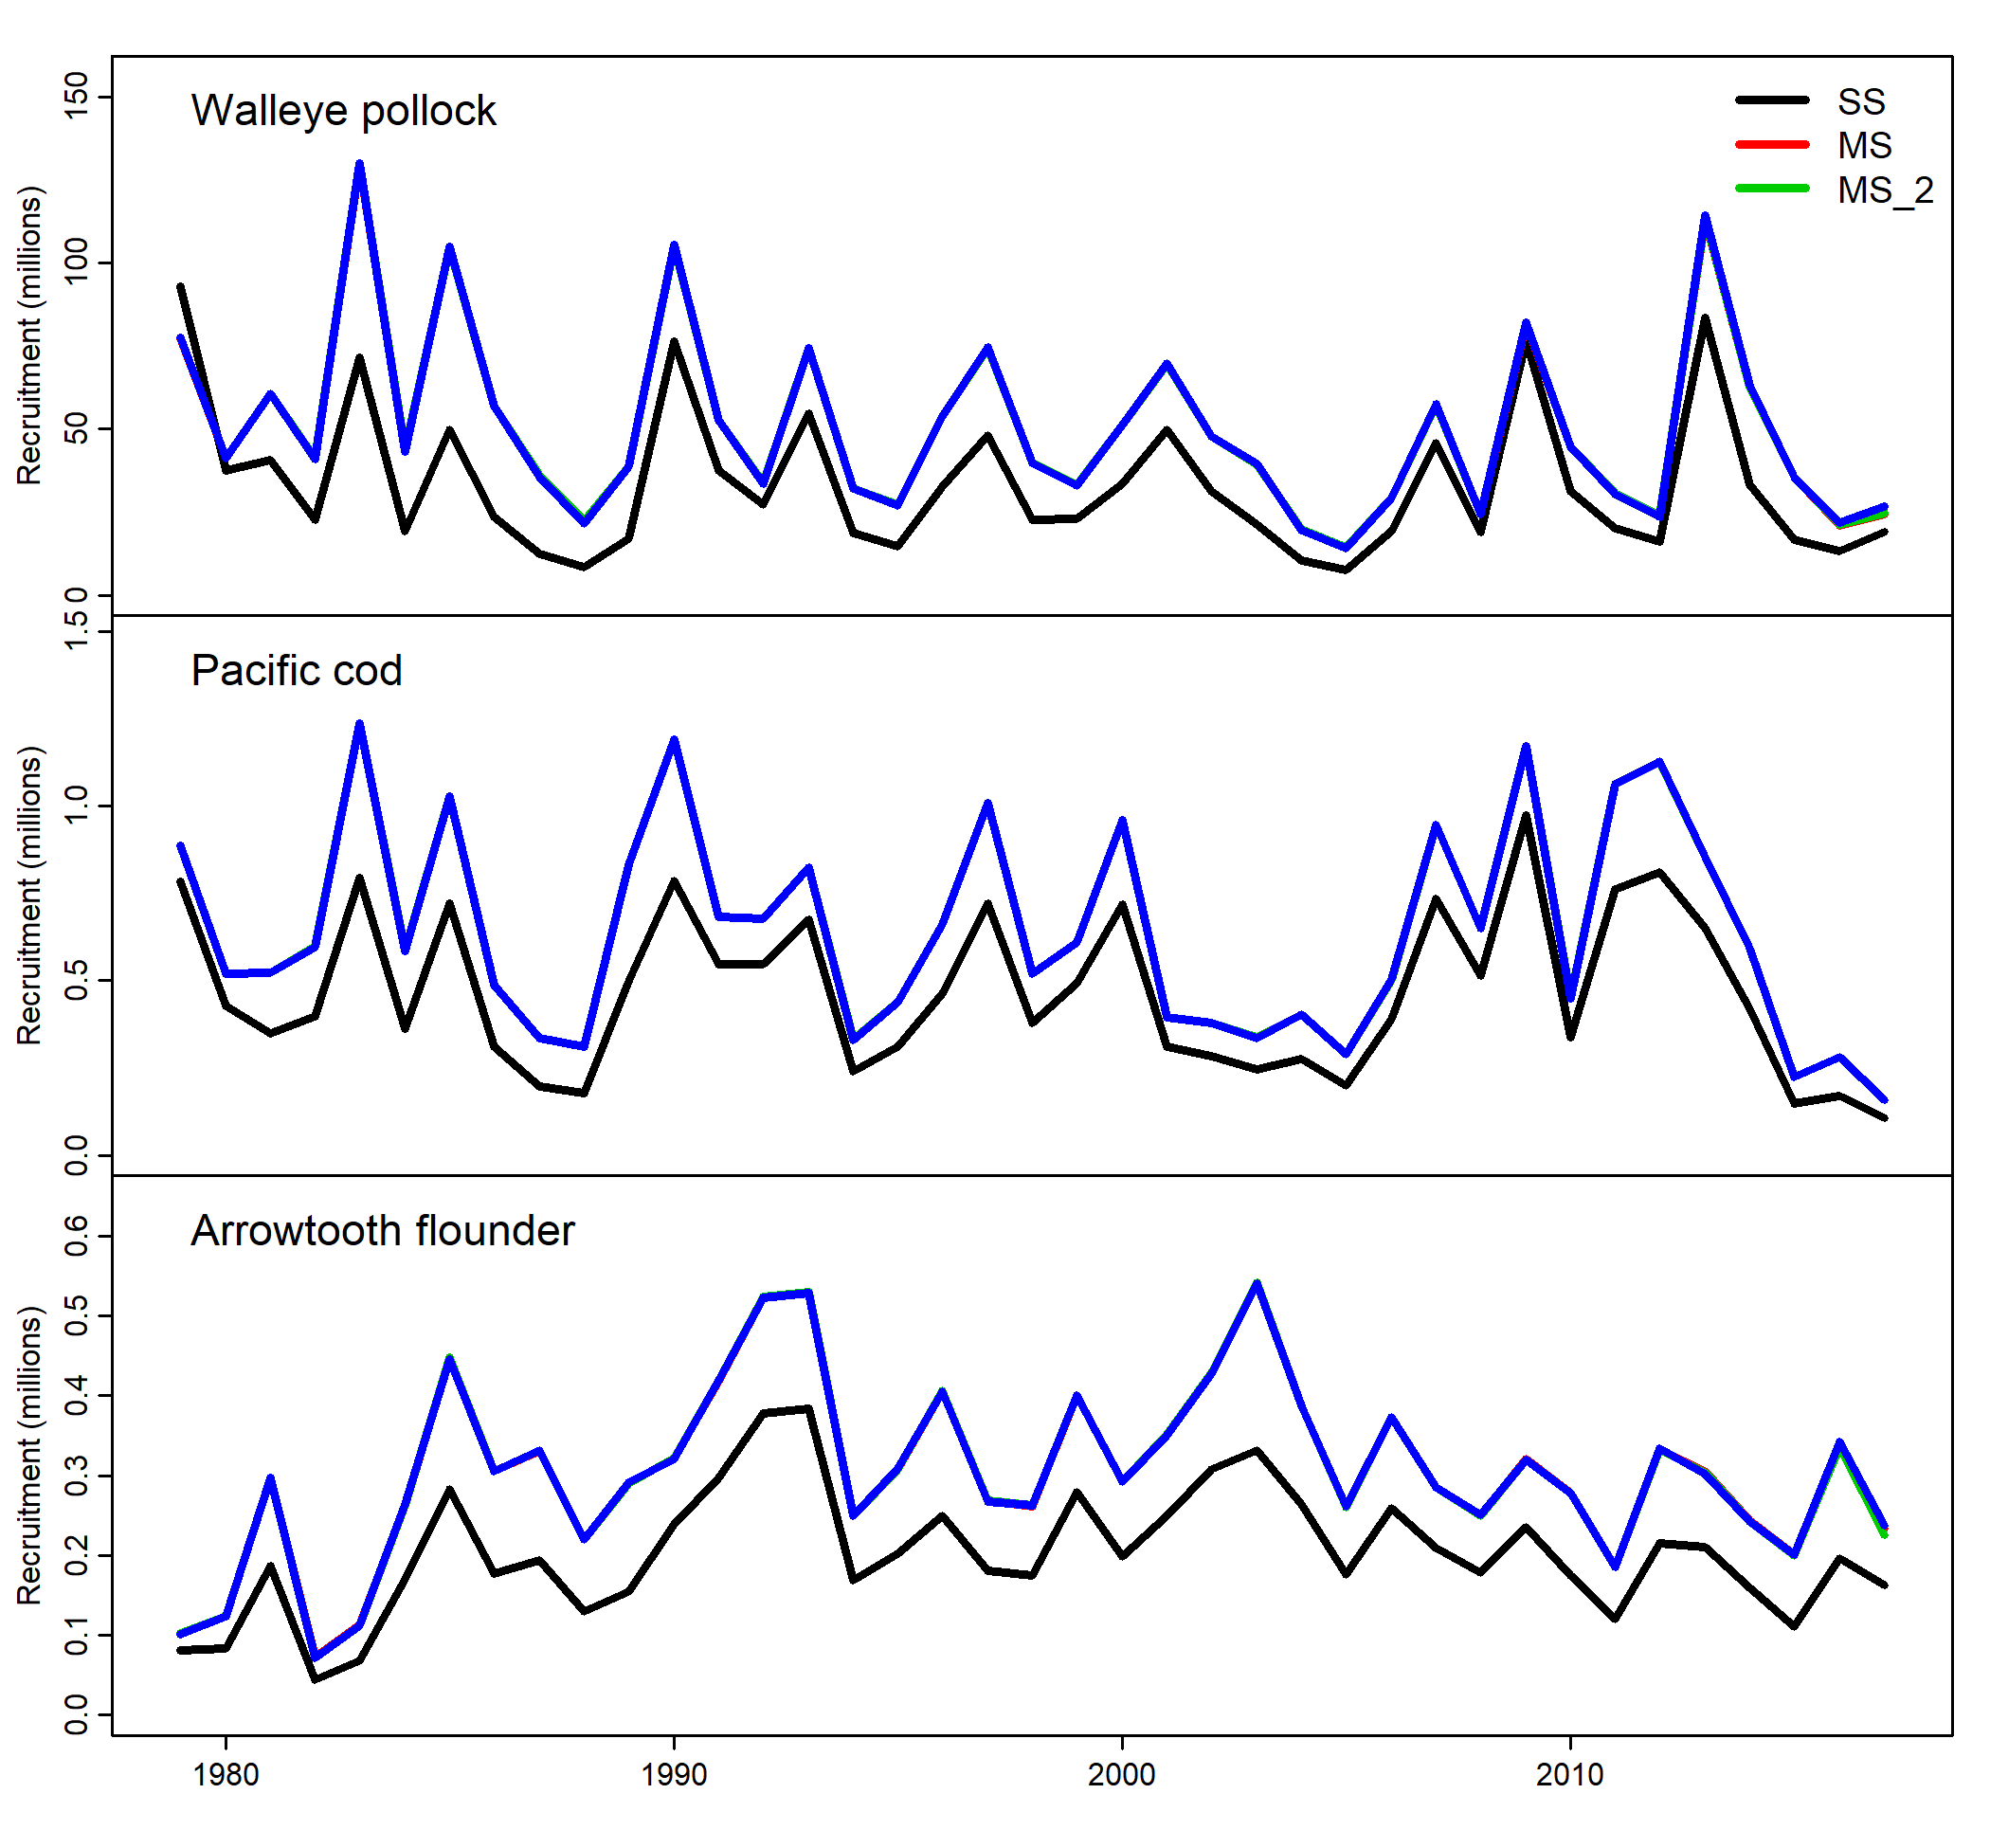 Walleye pollock
SS
MS
MS_2
Recruitment (millions)
150
100
50
0
Pacific cod
Recruitment (millions)
1.5
1.0
0.5
0.0
Arrowtooth flounder
Recruitment (millions)
0.6
0.5
0.4
0.3
0.2
0.1
0.0
1980 1990 2000 2010